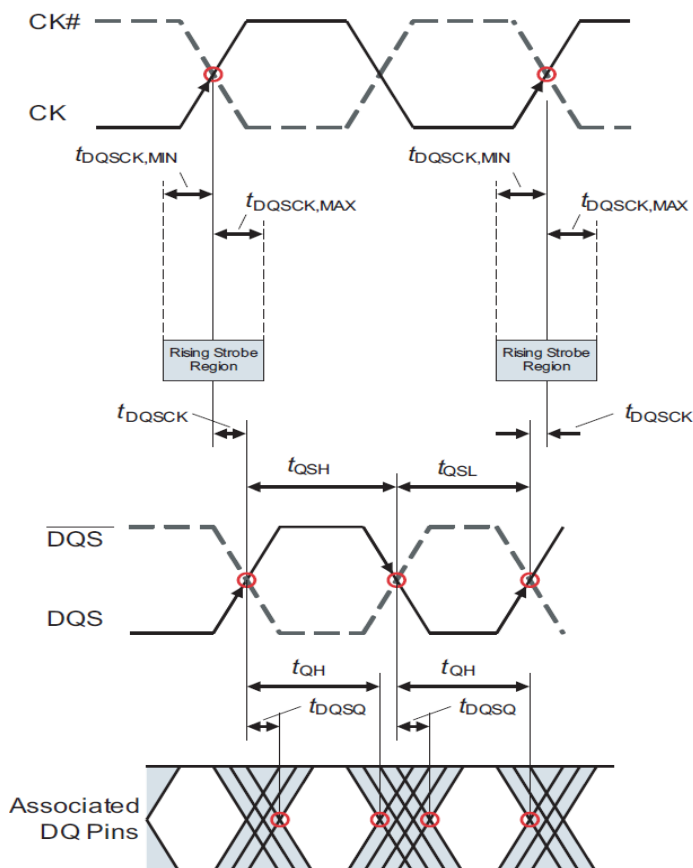 CK#
CK
tDQSCK,MIN
tDQSCK,MIN
tDQSCK,MAX
tDQSCK,MAX
Rising Strobe
Region
Rising Strobe
Region
tDQSCK
tDQSCK
tQSH
tQSL
DQS
DQS
tQH
tQH
tDQSQ
tDQSQ
Associated
DQ Pins